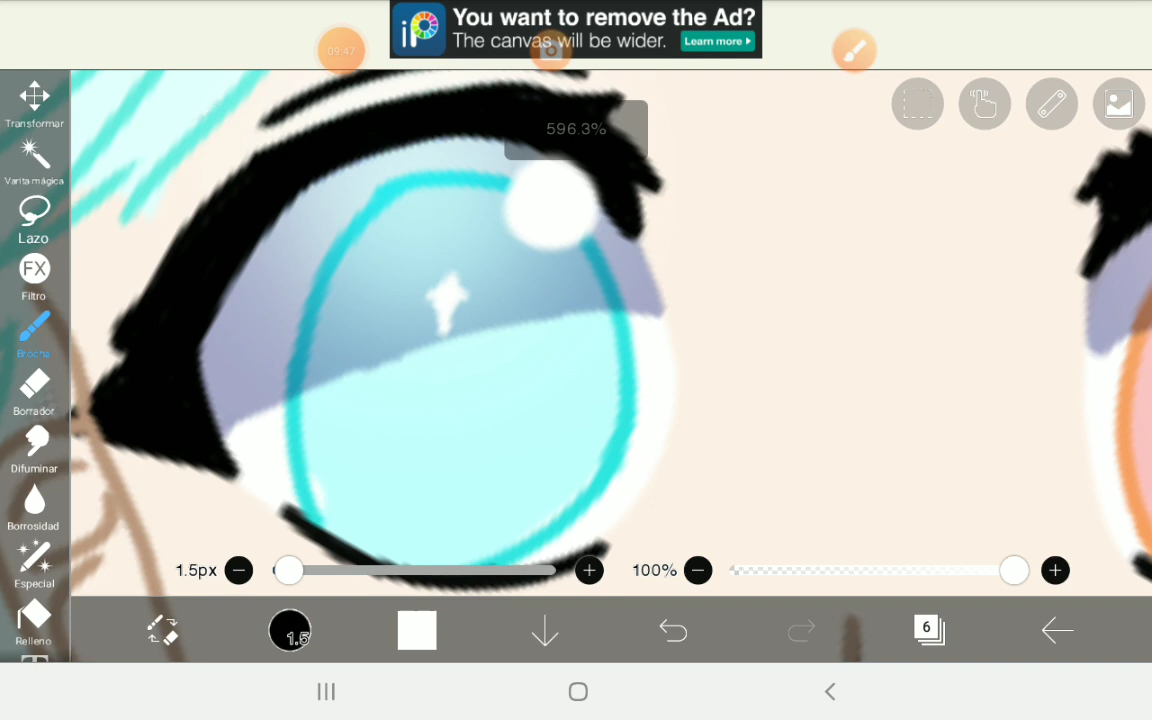 iP
You want to remove the Ad?
The canvas will be wider.
Learn more
09:47
Transformar
596.3%
Varita mágica
Lazo
FX
Filtro
Brocha
Borrador
Difuminar
Borrosidad
1.5px
100%
Especial
1.5
6
Relleno